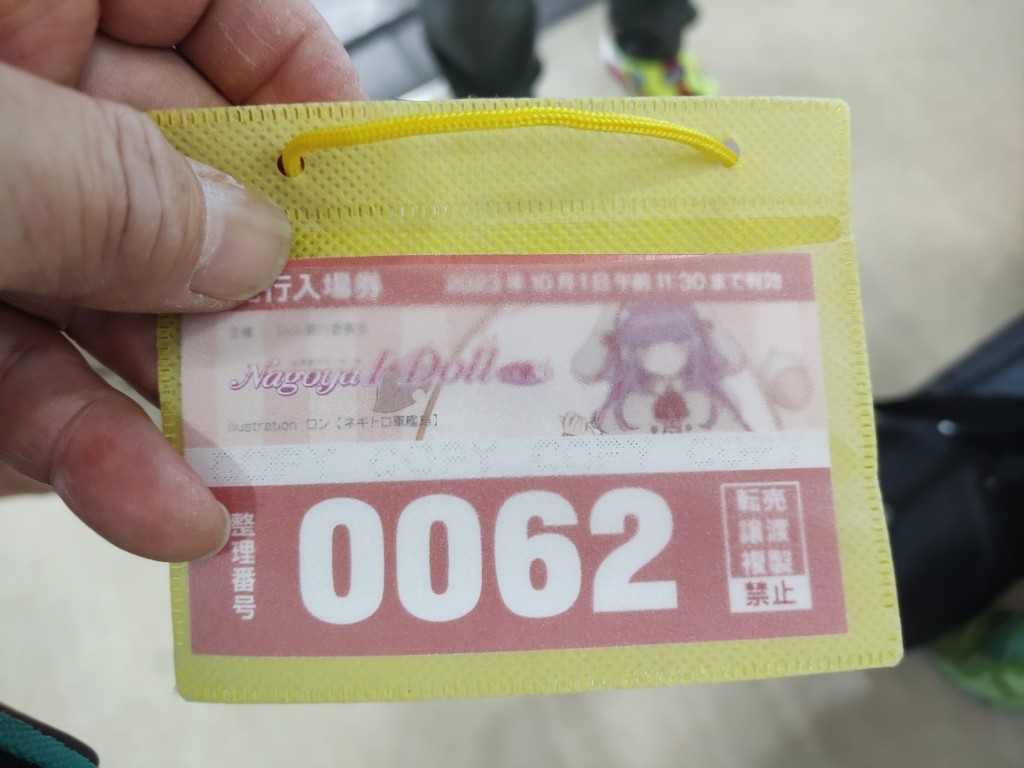 行入場券
2023年10月1日午前11:30まで有効
Nagoya I・Doll
illustration ロン【ネギトロ軍艦島】
COPY COPY COPY COPY
整理番号
0062
転売
譲渡
複製
禁止